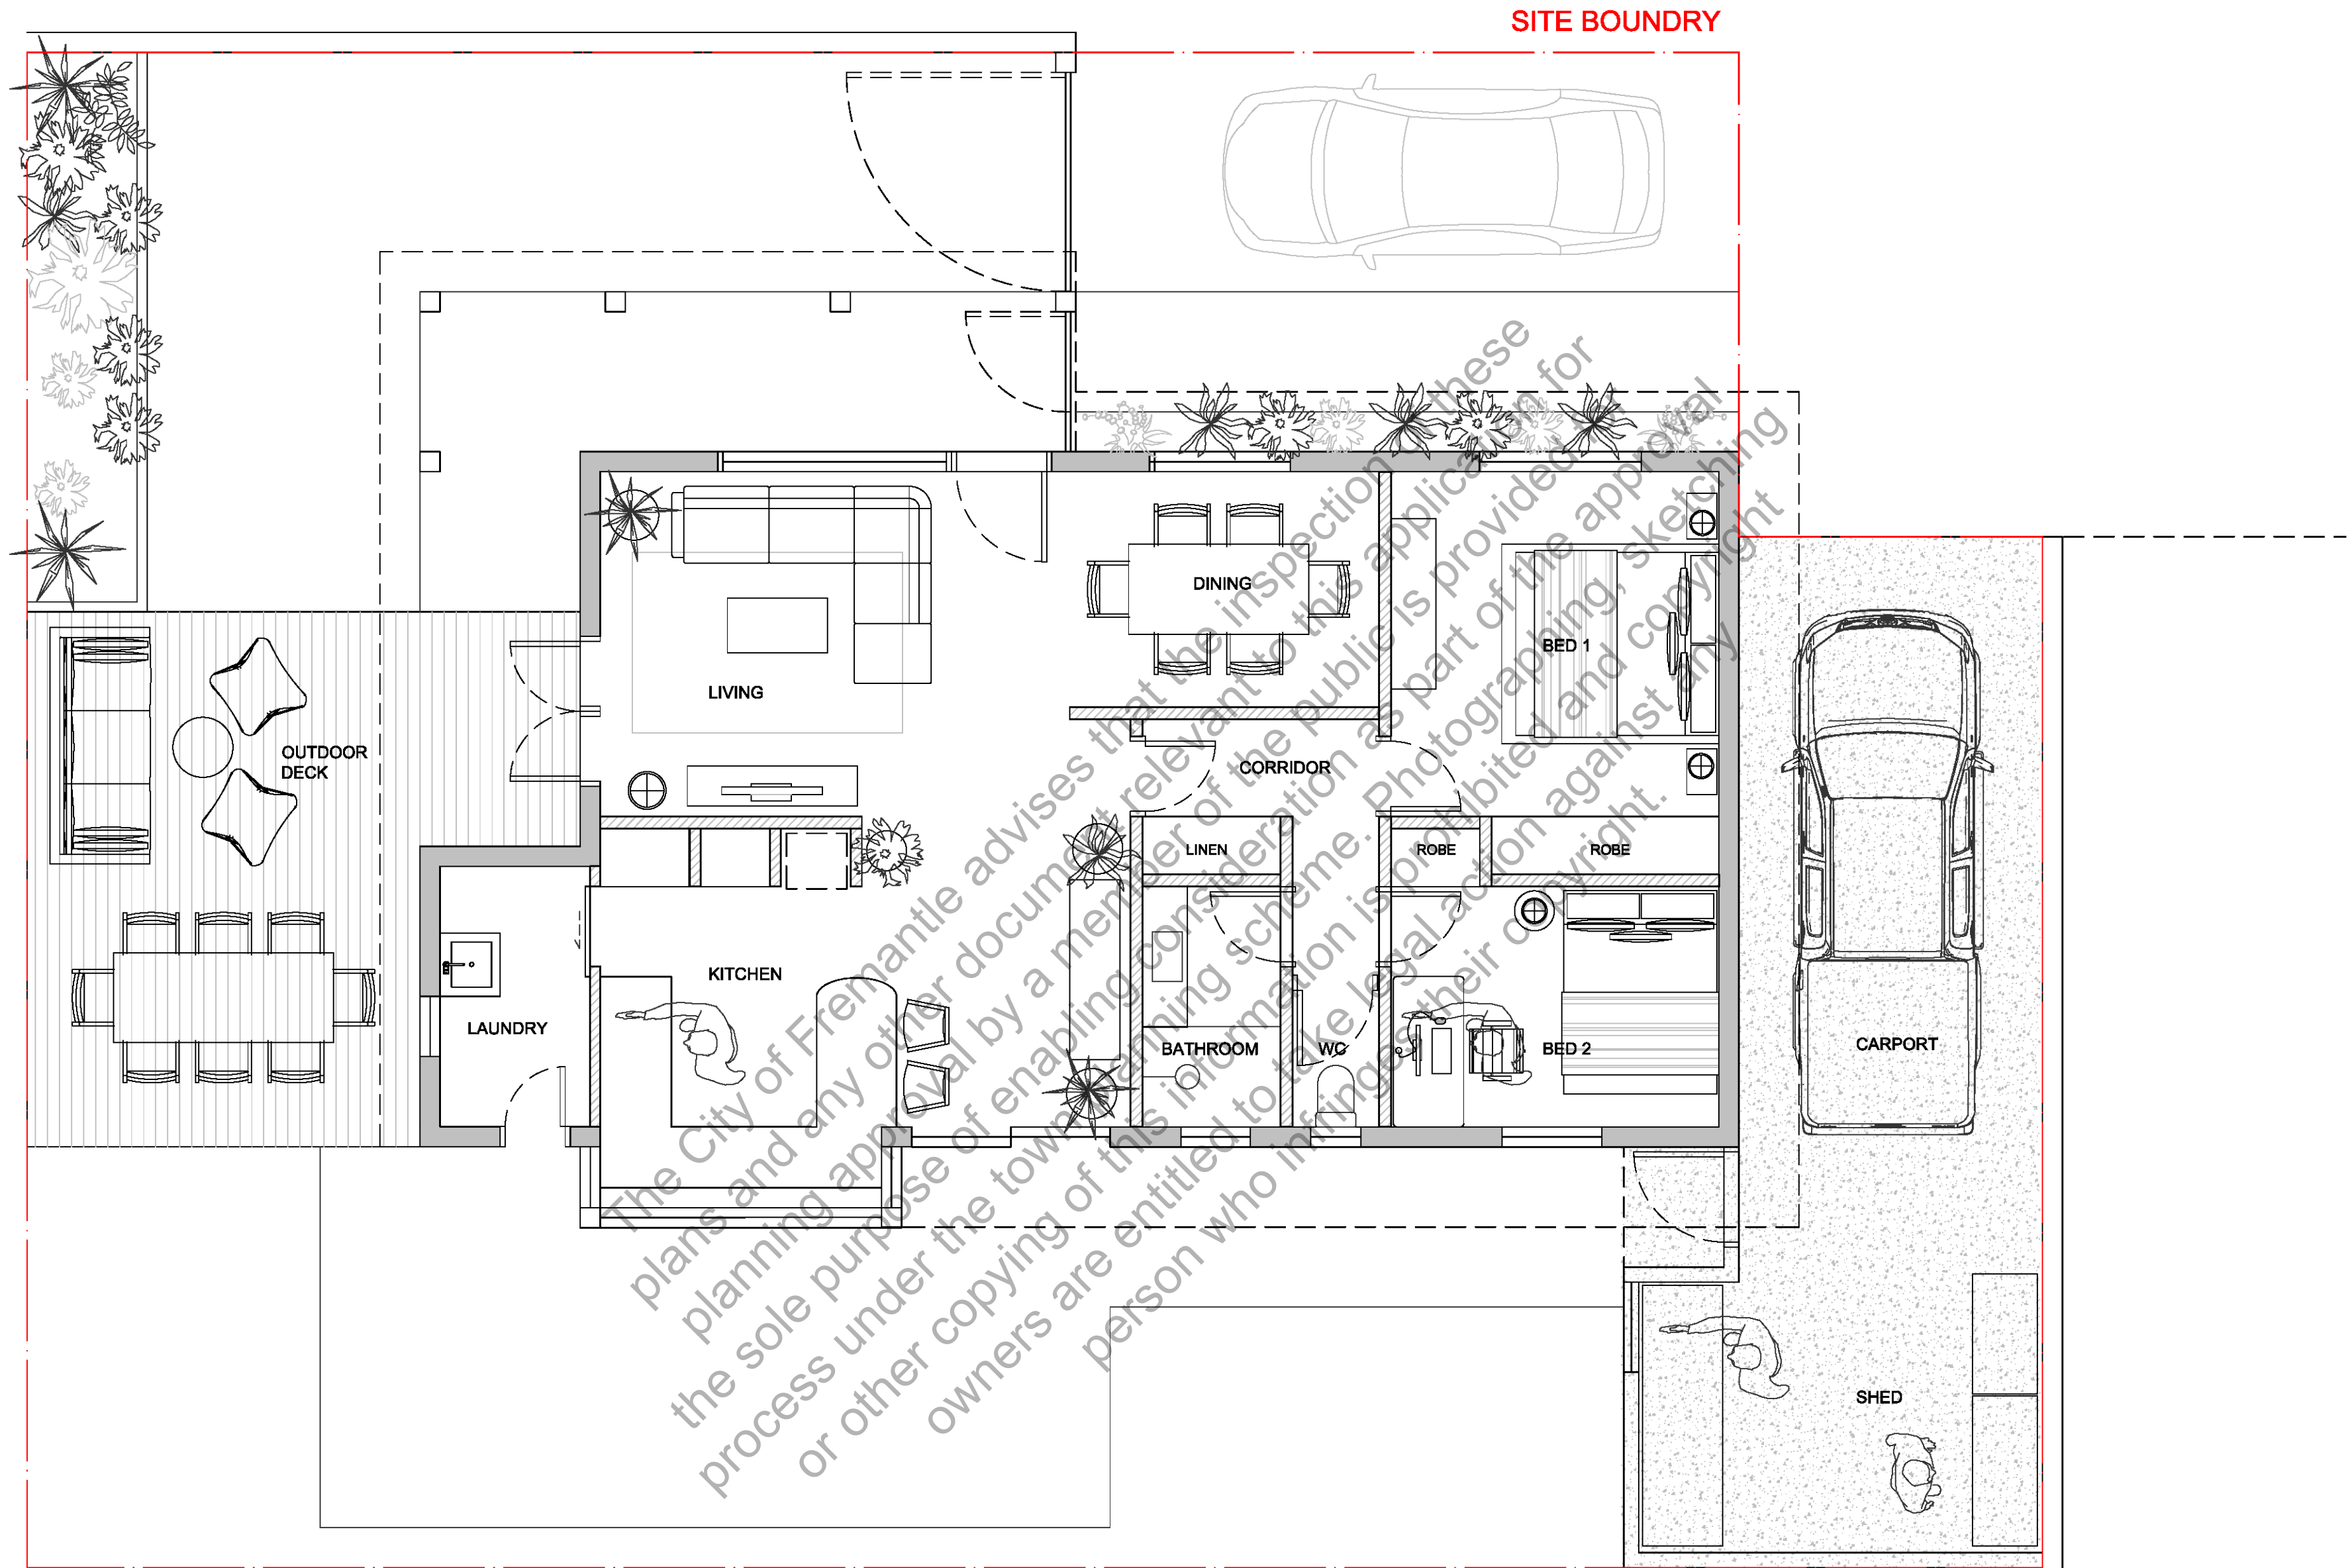 SITE BOUNDRY
DINING
BED 1
LIVING
OUTDOOR
DECK
CORRIDOR
LINEN
ROBE
ROBE
KITCHEN
LAUNDRY
BATHROOM
WC
BED 2
CARPORT
SHED
The City of Fremantle advises that the inspection of these
plans and any other document relevant to this application for
planning approval by a member of the public is provided for
the sole purpose of enabling consideration as part of the approval
process under the town planning scheme. Photographing, sketching
or other copying of this information is prohibited and copyright
owners are entitled to take legal action against any
person who infringes their copyright.